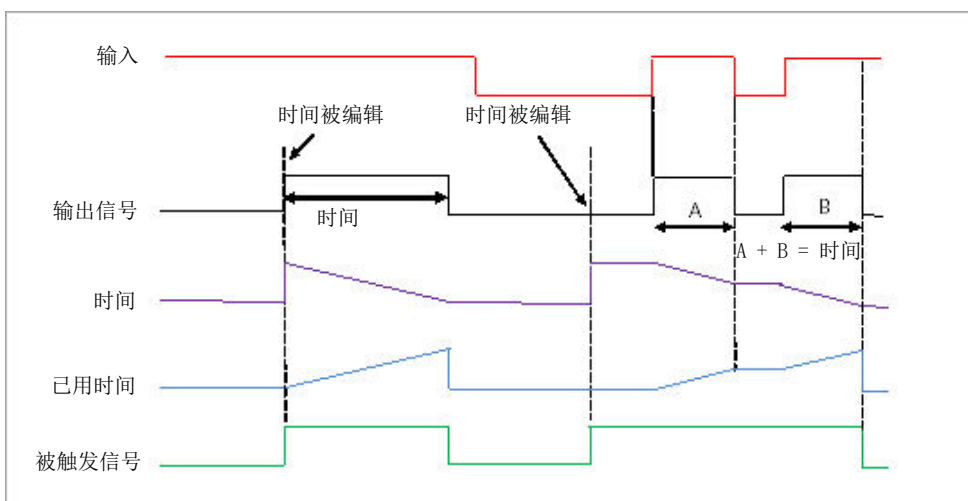 输入
时间被编辑
时间被编辑
输出信号
时间
A
B
A + B = 时间
时间
已用时间
被触发信号